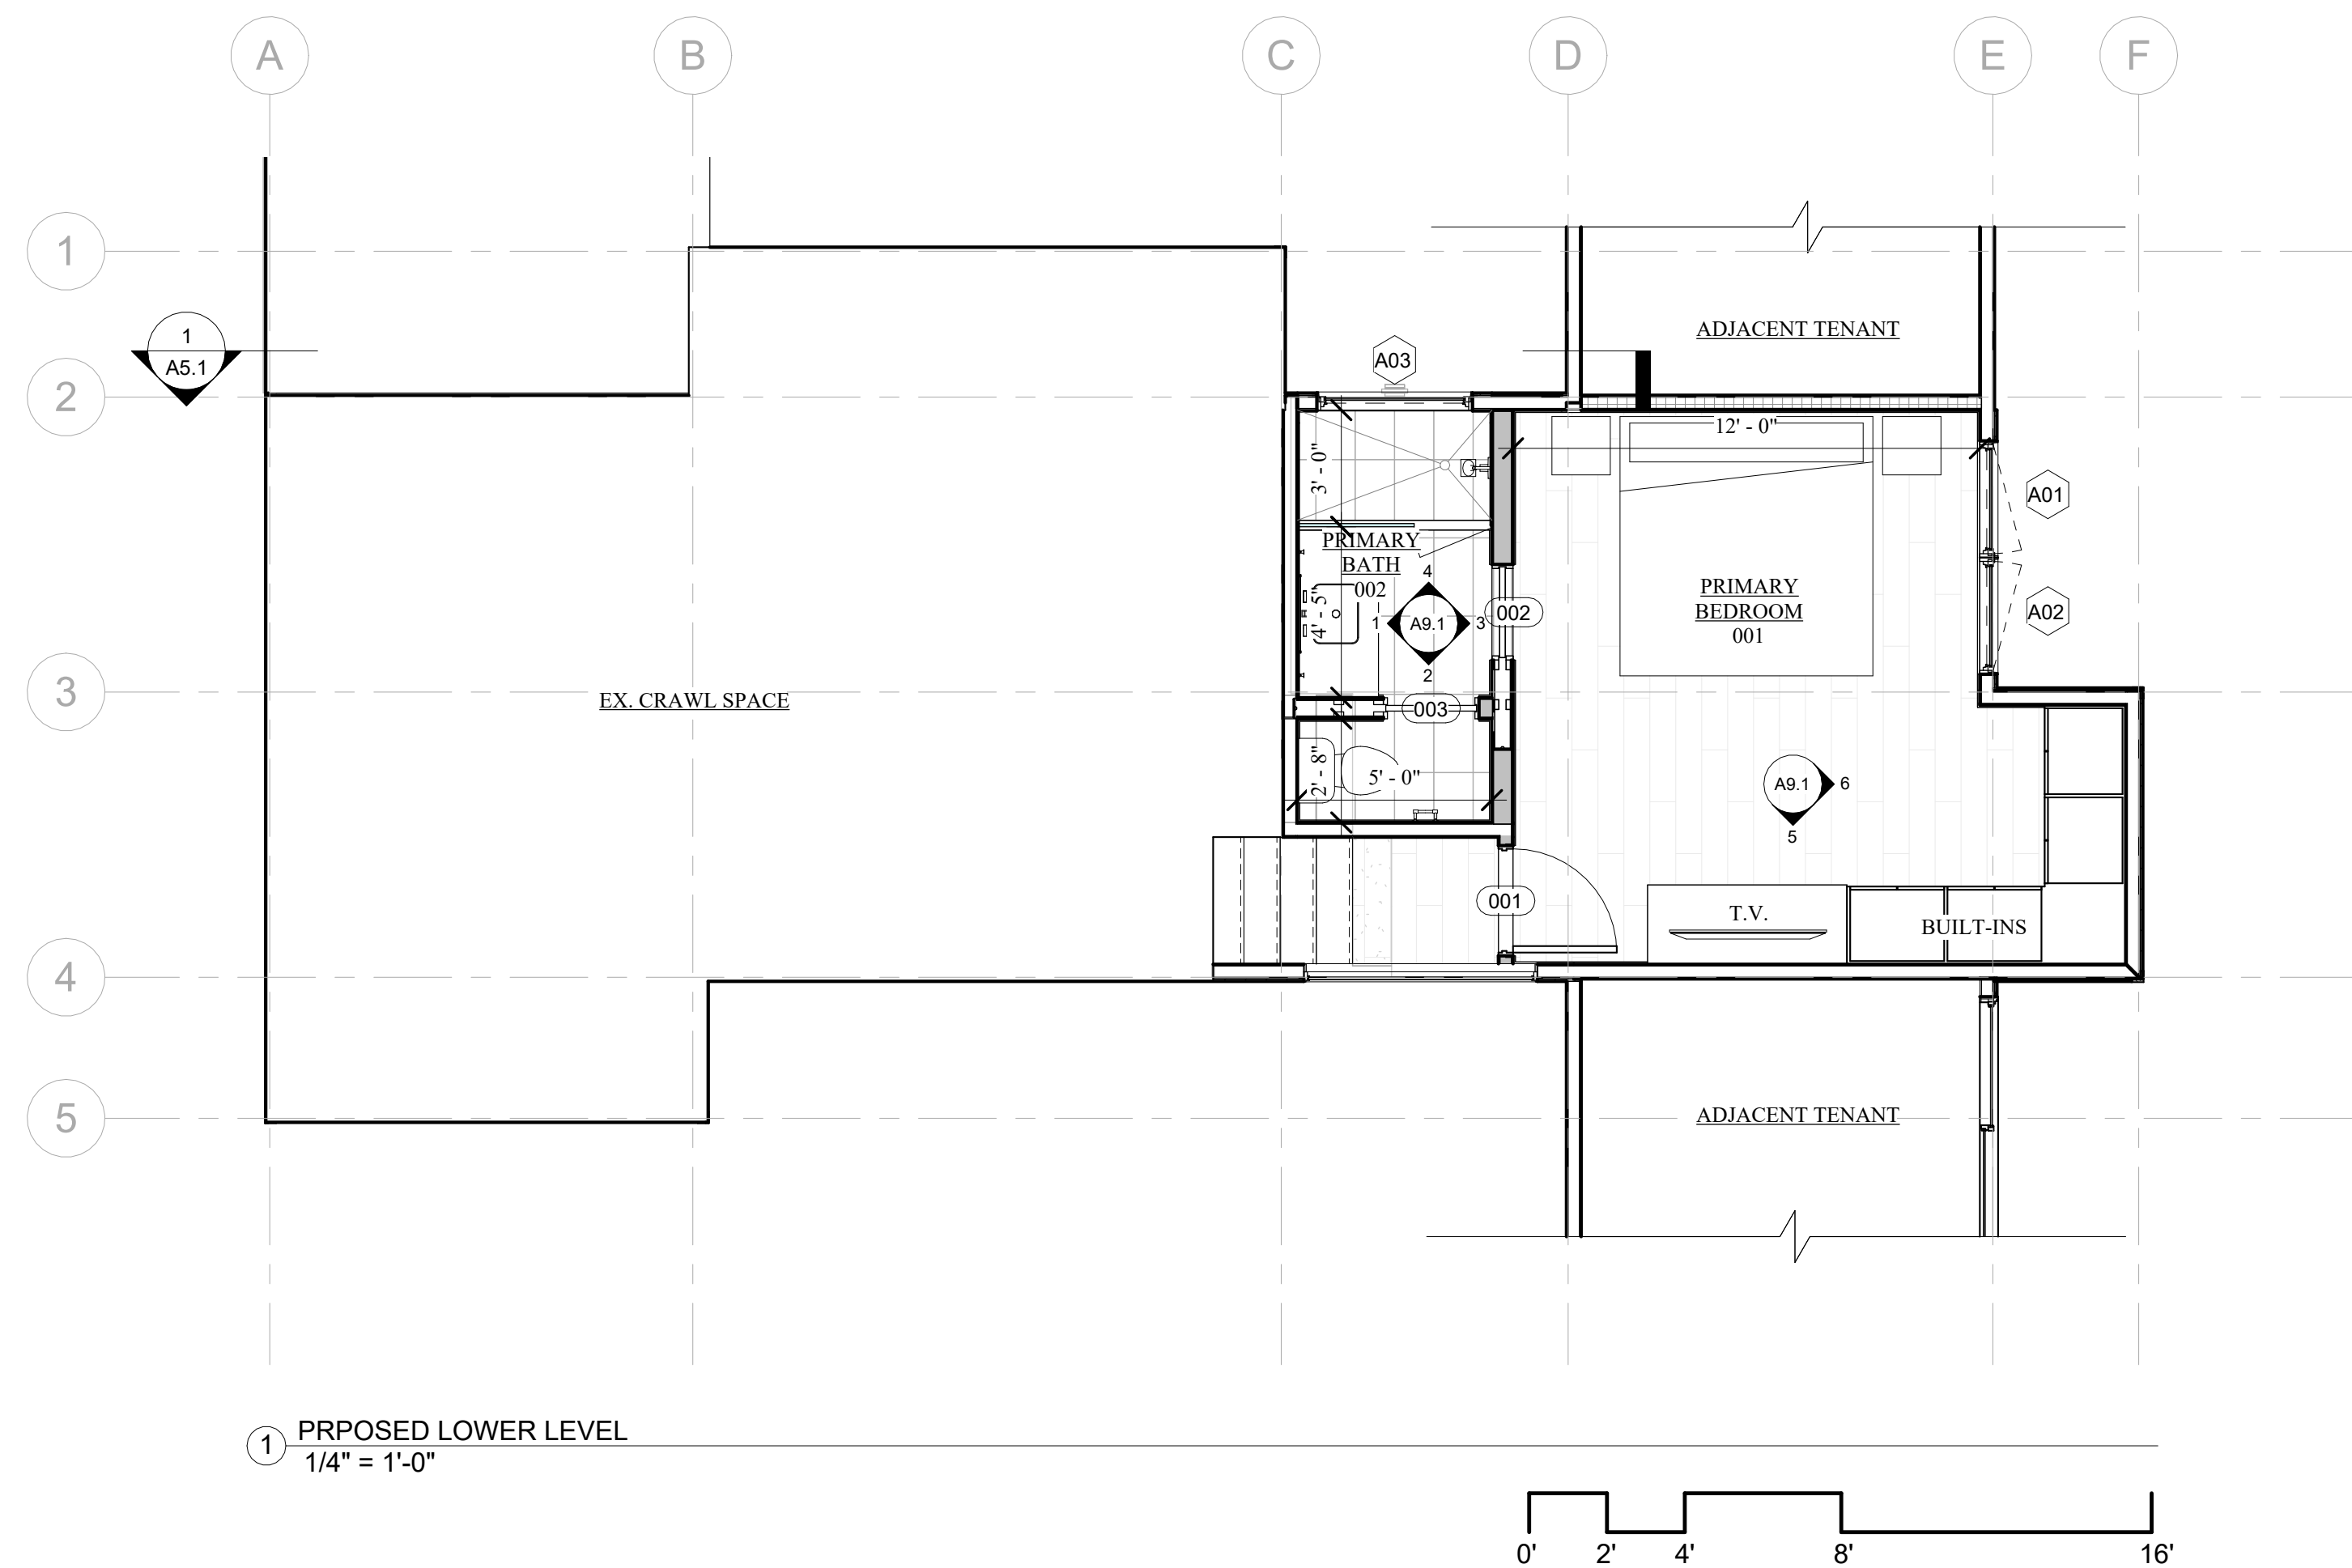 A
B
C
D
E
F
1
1
A5.1
2
3
4
5
ADJACENT TENANT
A03
12' - 0"
3' - 0"
A01
PRIMARY
BATH
002
4' - 5"
4
1
A9.1
3
2
002
PRIMARY
BEDROOM
001
A02
EX. CRAWL SPACE
003
2' - 8"
5' - 0"
A9.1
6
5
001
T.V.
BUILT-INS
ADJACENT TENANT
1
PRPOSED LOWER LEVEL
1/4" = 1'-0"
0'
2'
4'
8'
16'